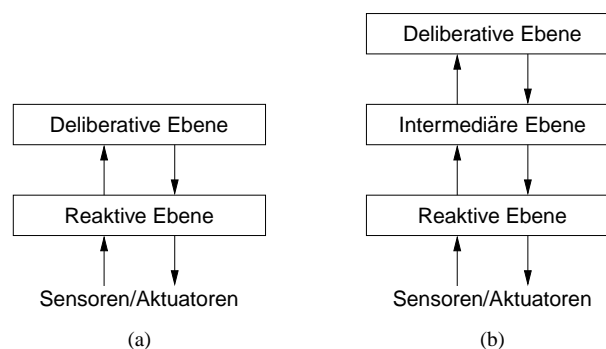 Deliberative Ebene
Reaktive Ebene
Sensoren/Aktuatoren
(a)
Deliberative Ebene
Intermediäre Ebene
Reaktive Ebene
Sensoren/Aktuatoren
(b)